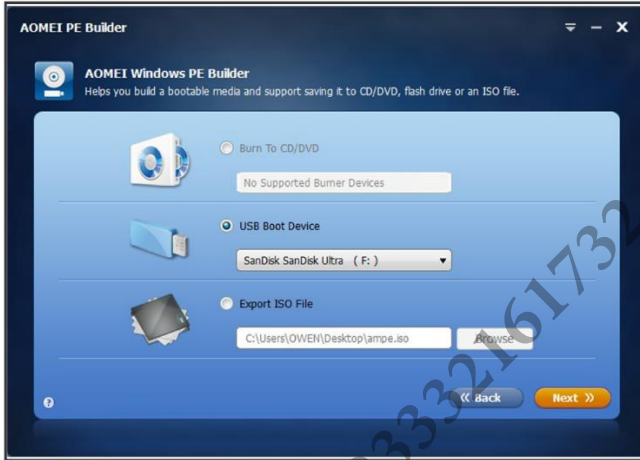 AOMEI PE Builder
AOMEI Windows PE Builder
Helps you build a bootable media and support saving it to CD/DVD, flash drive or an ISO file.
Burn To CD/DVD
No Supported Burner Devices
USB Boot Device
SanDisk SanDisk Ultra ( F: )
Export ISO File
C:\Users\OWEN\Desktop\ampe.iso Browse
? « Back Next »